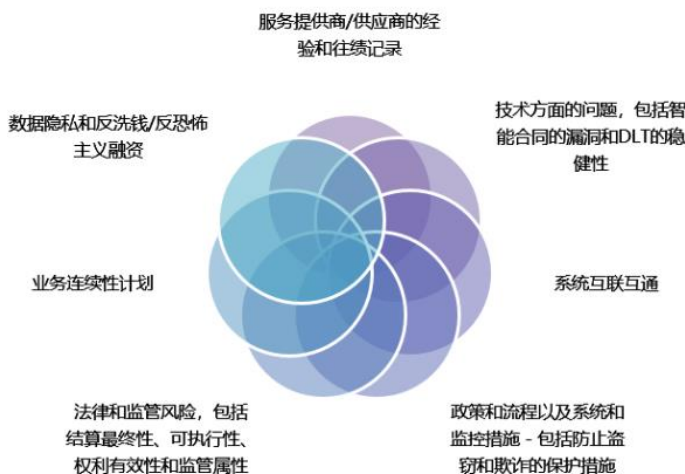 服务提供商/供应商的经
验和往绩记录
技术方面的问题，包括智
能合同的漏洞和DLT的稳
健性
系统互联互通
政策和流程以及系统和
监控措施 - 包括防止盗
窃和欺诈的保护措施
法律和监管风险，包括
结算最终性、可执行性、
权利有效性和监管属性
业务连续性计划
数据隐私和反洗钱/反恐怖
主义融资